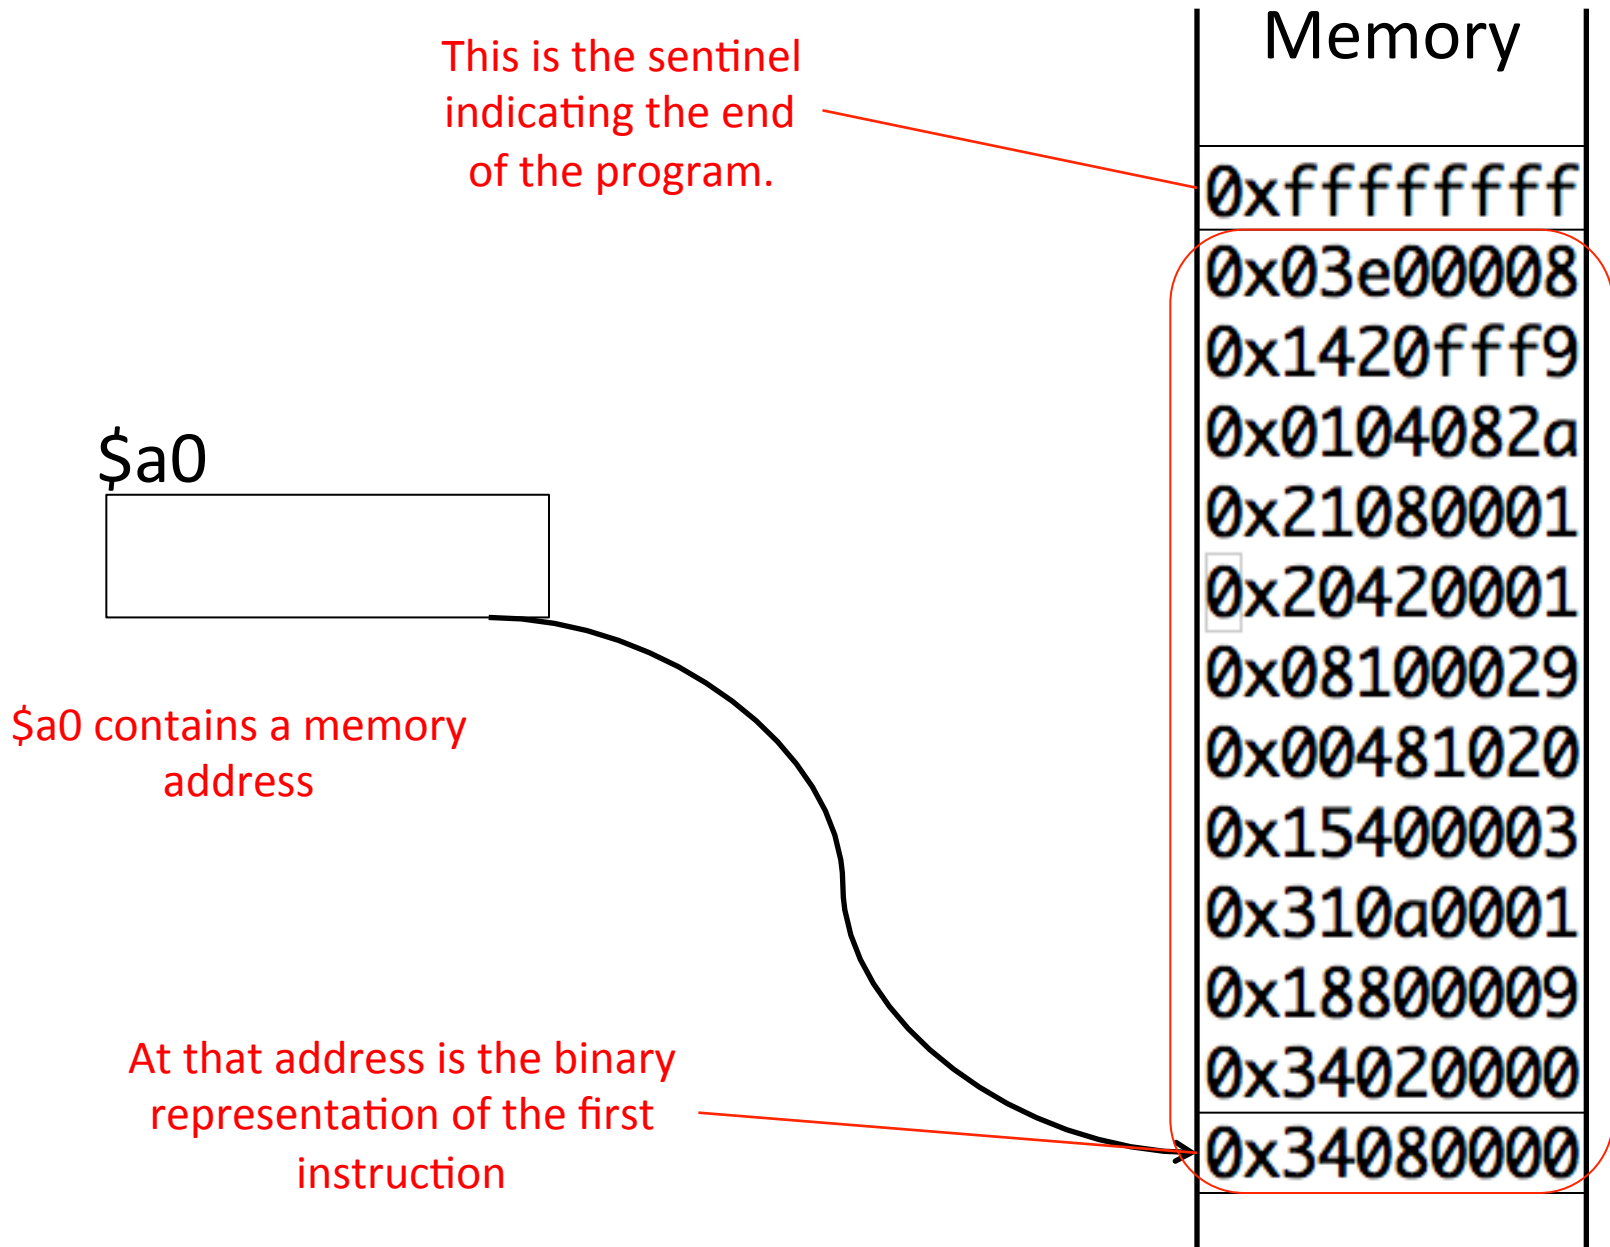 Memory
This is the sentinel
indicating the end
of the program.
0xffffffff
0x03e00008
0x1420fff9
0x0104082a
0x21080001
0x20420001
0x08100029
0x00481020
0x15400003
0x310a0001
0x18800009
0x34020000
0x34080000
$a0
$a0 contains a memory
address
At that address is the binary
representation of the first
instruction